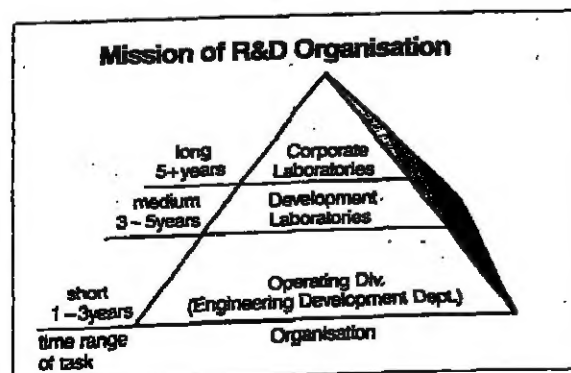 Mission of R&D Organisation
long
5+years
Corporate
Laboratories
medium
3–5years
Development
Laboratories
short
1–3years
Operating Div.
(Engineering Development Dept.)
time range
of task
Organisation